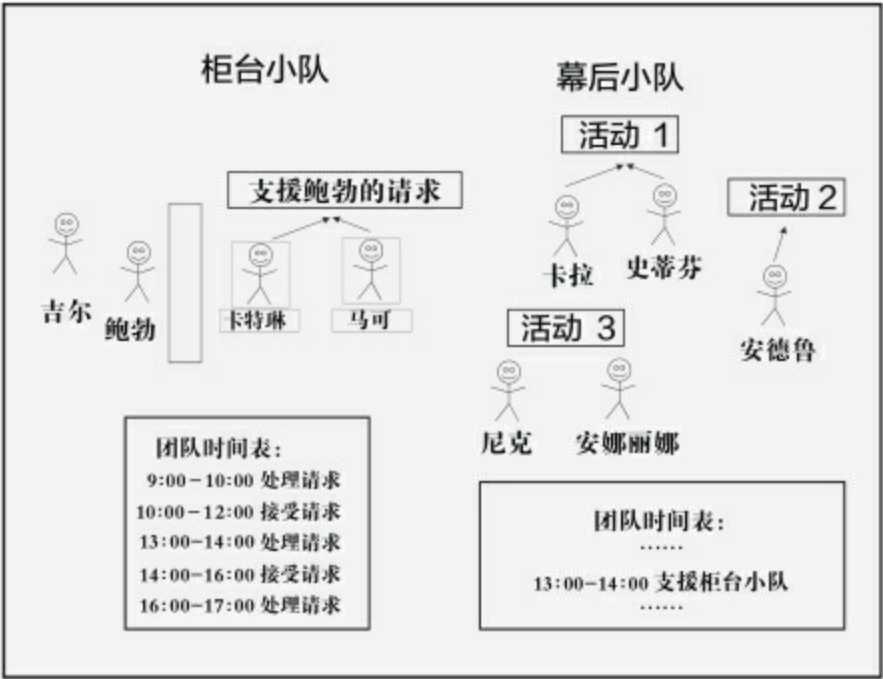 柜台小队
支援鲍勃的请求
吉尔
鲍勃
卡特琳
马可
团队时间表:
9:00-10:00 处理请求
10:00-12:00 接受请求
13:00-14:00 处理请求
14:00-16:00 接受请求
16:00-17:00 处理请求
幕后小队
活动 1
活动 2
卡拉
史蒂芬
安德鲁
活动 3
尼克
安娜丽娜
团队时间表:
……
13:00-14:00 支援柜台小队
……